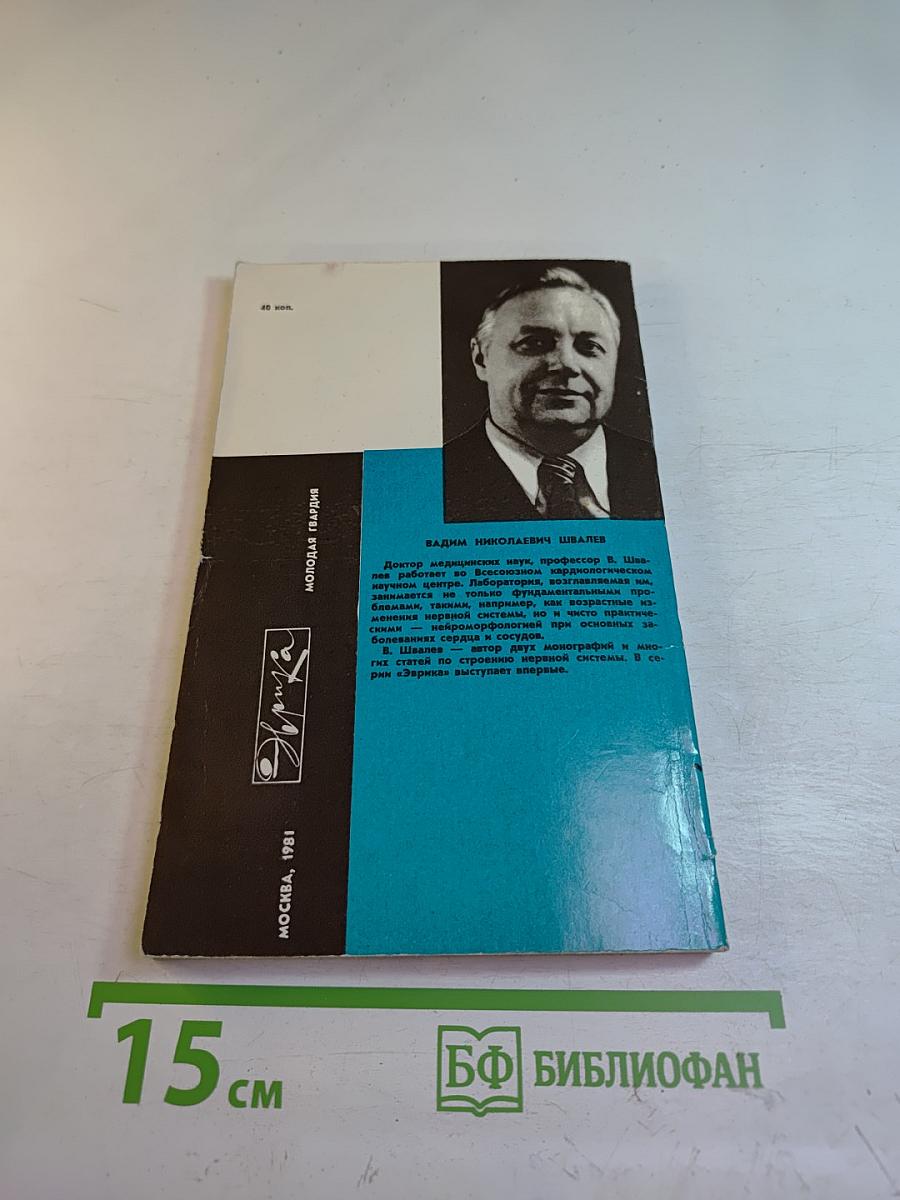 коп.
ВАДИМ НИКОЛАЕВИЧ ШВАЛЕВ
Доктор медицинских наук, профессор В. Шва-
лев работает во Всесоюзном кардиологическом
научном центре. Лаборатория, возглавляемая им,
занимается не только фундаментальными про-
блемами, такими, например, как возрастные из-
менения нервной системы, но и чисто практиче-
скими — нейроморфологией при основных за-
болеваниях сердца и сосудов.
В. Швалев — автор двух монографий и мно-
гих статей по строению нервной системы. В се-
рии «Эврика» выступает впервые.
МОЛОДАЯ ГВАРДИЯ
Эврика
МОСКВА, 1981
15 см
БФ БИБЛИОФАН